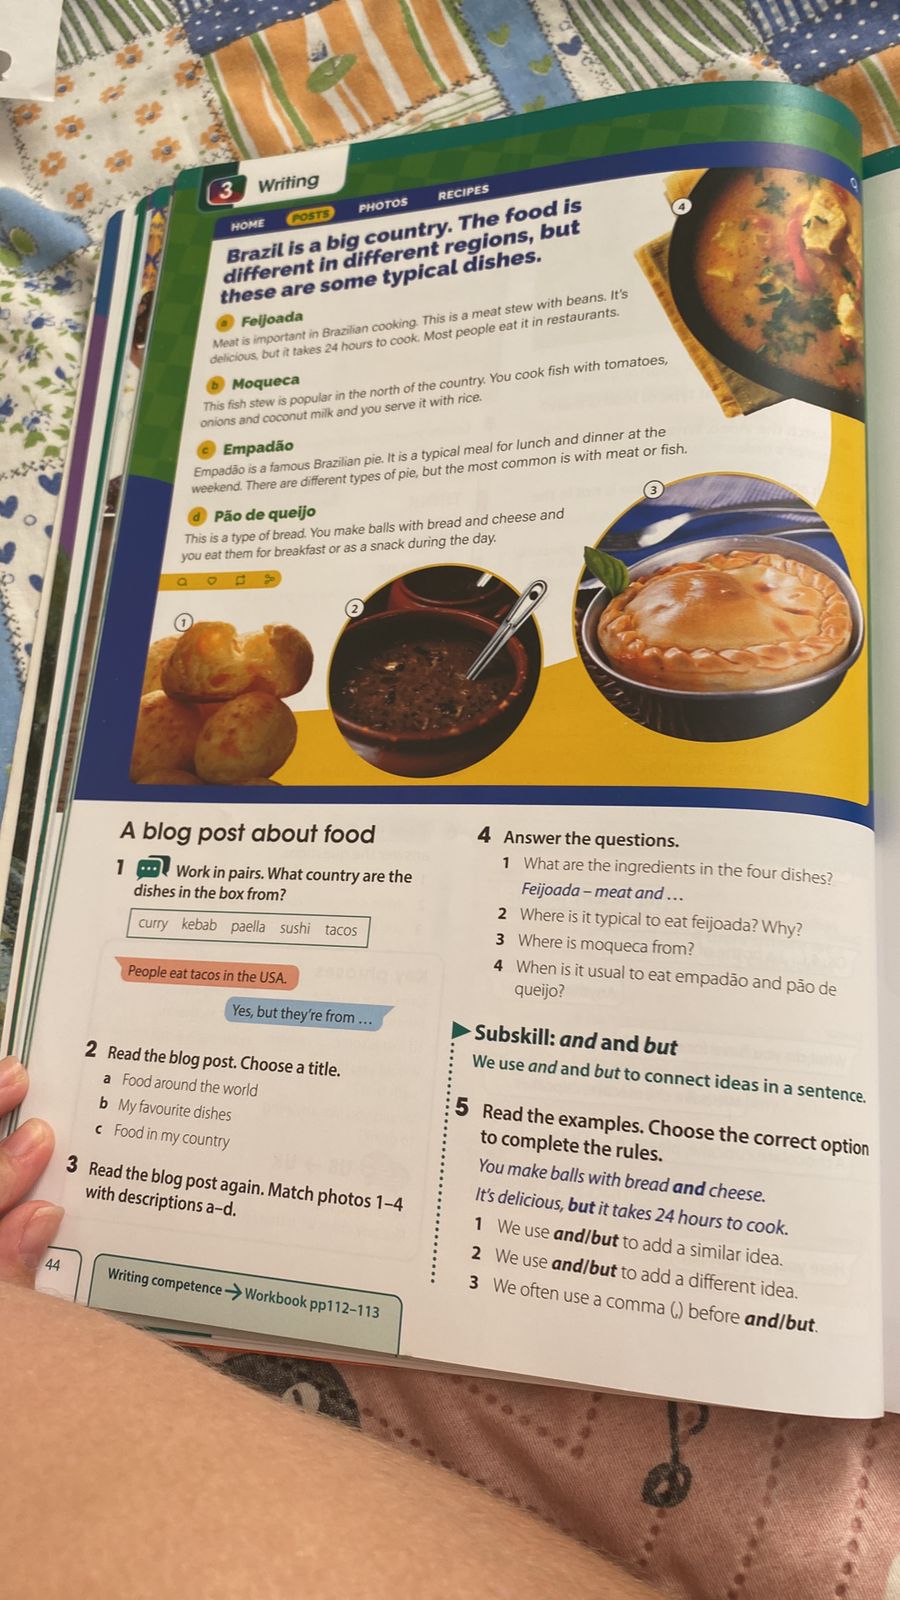 3 Writing
HOME POSTS PHOTOS RECIPES
Brazil is a big country. The food is
different in different regions, but
these are some typical dishes.
a Feijoada
Meat is important in Brazilian cooking. This is a meat stew with beans. It's
delicious, but it takes 24 hours to cook. Most people eat it in restaurants.
b Moqueca
This fish stew is popular in the north of the country. You cook fish with tomatoes,
onions and coconut milk and you serve it with rice.
c Empadão
Empadão is a famous Brazilian pie. It is a typical meal for lunch and dinner at the
weekend. There are different types of pie, but the most common is with meat or fish.
d Pão de queijo
This is a type of bread. You make balls with bread and cheese and
you eat them for breakfast or as a snack during the day.
4
3
2
1
A blog post about food
1 Work in pairs. What country are the
dishes in the box from?
curry kebab paella sushi tacos
People eat tacos in the USA.
Yes, but they're from ...
2 Read the blog post. Choose a title.
a Food around the world
b My favourite dishes
c Food in my country
3 Read the blog post again. Match photos 1–4
with descriptions a–d.
44
Writing competence → Workbook pp112–113
4 Answer the questions.
1 What are the ingredients in the four dishes?
Feijoada – meat and ...
2 Where is it typical to eat feijoada? Why?
3 Where is moqueca from?
4 When is it usual to eat empadão and pão de
queijo?
Subskill: and and but
We use and and but to connect ideas in a sentence.
5 Read the examples. Choose the correct option
to complete the rules.
You make balls with bread and cheese.
It's delicious, but it takes 24 hours to cook.
1 We use and/but to add a similar idea.
2 We use and/but to add a different idea.
3 We often use a comma (,) before and/but.